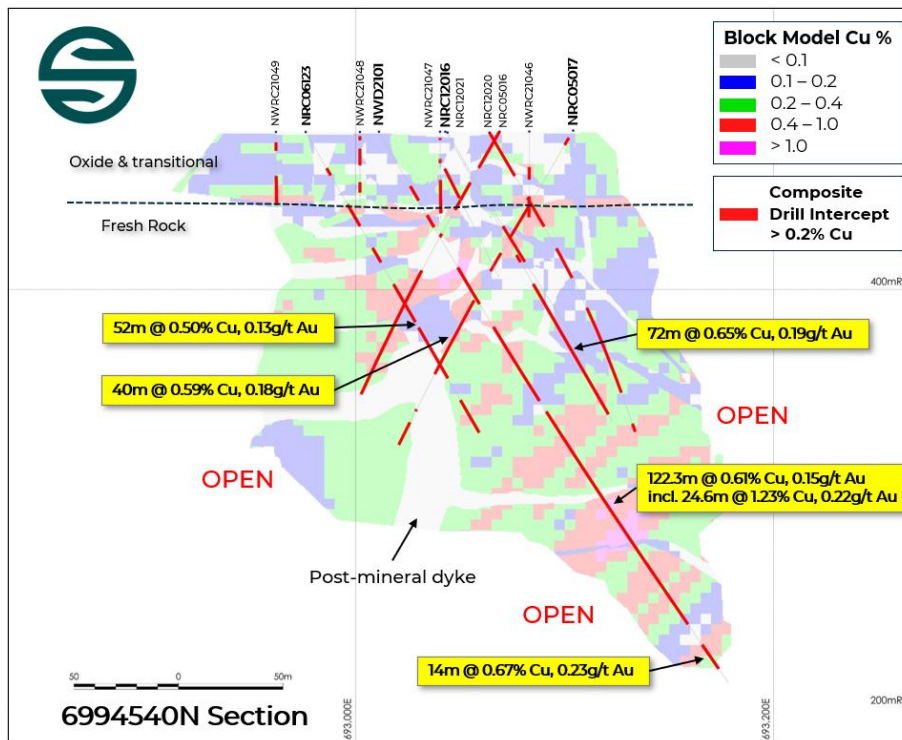 Block Model Cu %
< 0.1
0.1 – 0.2
0.2 – 0.4
0.4 – 1.0
> 1.0
Composite
Drill Intercept
> 0.2% Cu
NWRC21049
NRC06123
NWRC21048
NWD21101
NWRC21047
NRC12016
NRC12021
NRC12020
NRC05016
NWRC21046
NRC05017
Oxide & transitional
Fresh Rock
400mR
52m @ 0.50% Cu, 0.13g/t Au
72m @ 0.65% Cu, 0.19g/t Au
40m @ 0.59% Cu, 0.18g/t Au
OPEN
OPEN
122.3m @ 0.61% Cu, 0.15g/t Au
incl. 24.6m @ 1.23% Cu, 0.22g/t Au
Post-mineral dyke
OPEN
14m @ 0.67% Cu, 0.23g/t Au
50 0 50m
6994540N Section
693,000E
693,200E
200mR